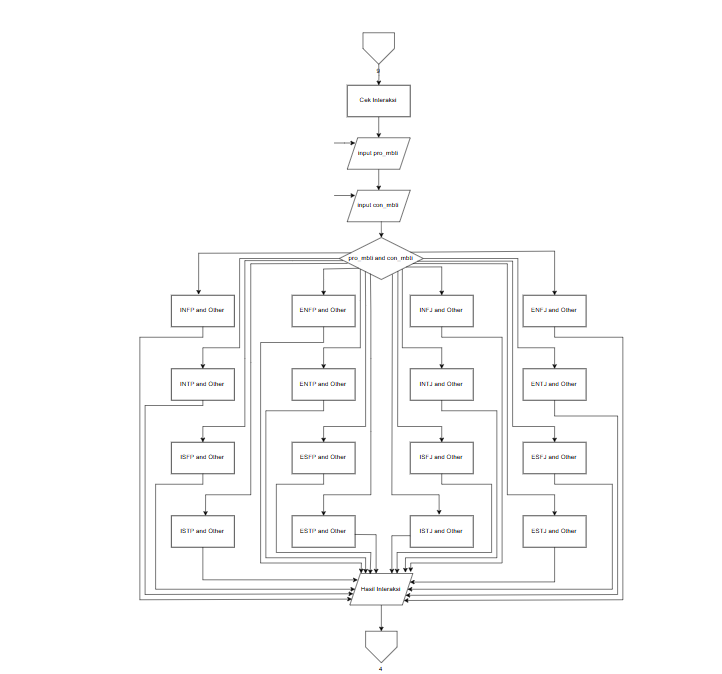 Cek Interaksi
input pro_mbti
input con_mbti
pro_mbti and con_mbti
INFP and Other
ENFP and Other
INFJ and Other
ENFJ and Other
INTP and Other
ENTP and Other
INTJ and Other
ENTJ and Other
ISFP and Other
ESFP and Other
ISFJ and Other
ESFJ and Other
ISTP and Other
ESTP and Other
ISTJ and Other
ESTJ and Other
Hasil Interaksi
4